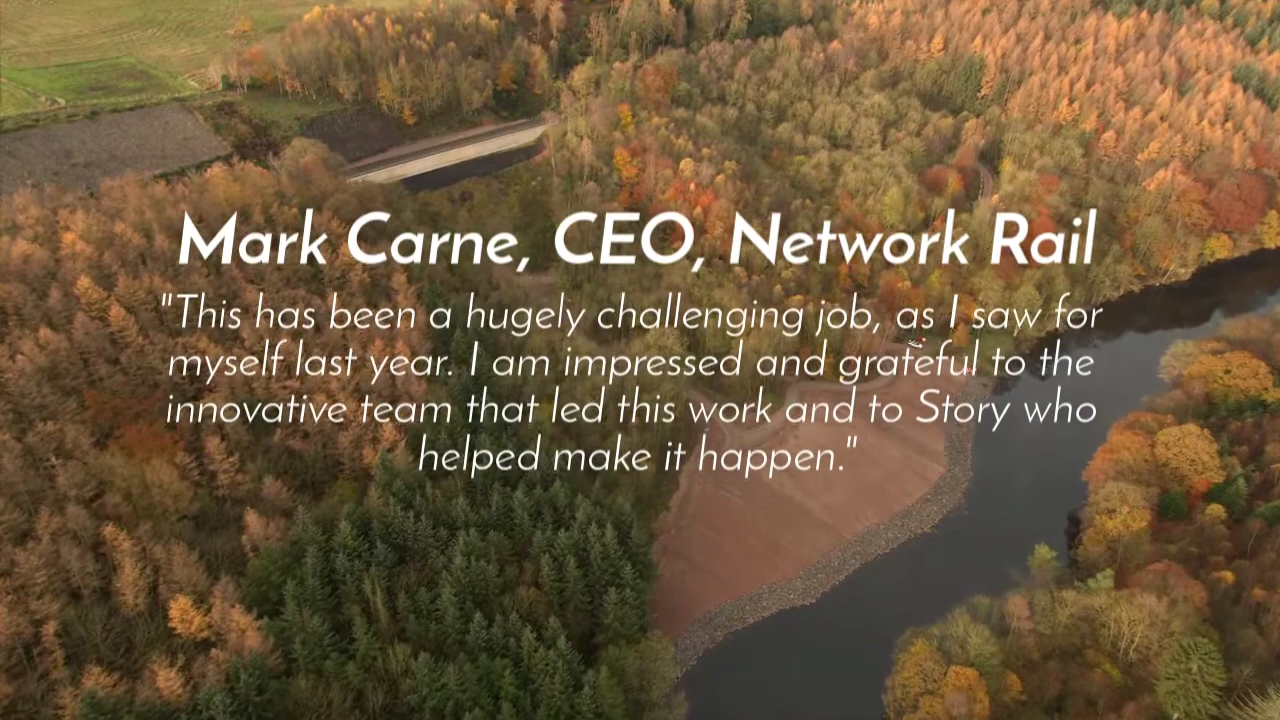 Mark Carne, CEO, Network Rail
"This has been a hugely challenging job, as I saw for
myself last year. I am impressed and grateful to the
innovative team that led this work and to Story who
helped make it happen."